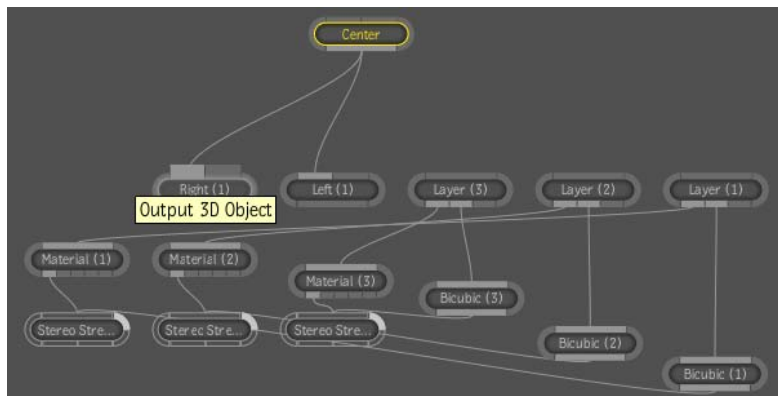 Center
Right (1)
Left (1)
Layer (3)
Layer (2)
Layer (1)
Output 3D Object
Material (1)
Material (2)
Material (3)
Bicubic (3)
Stereo Stre...
Stereo Stre...
Stereo Stre...
Bicubic (2)
Bicubic (1)